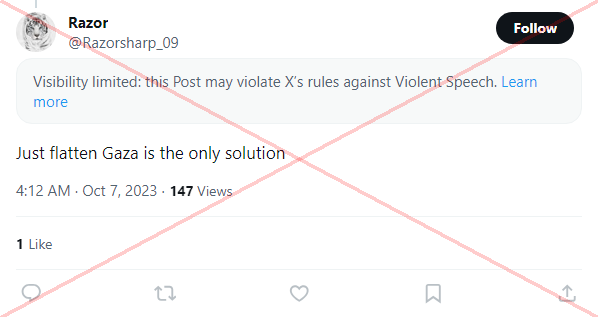 Razor
@Razorsharp_09
Follow
Visibility limited: this Post may violate X's rules against Violent Speech. Learn
more
Just flatten Gaza is the only solution
4:12 AM · Oct 7, 2023 · 147 Views
1 Like